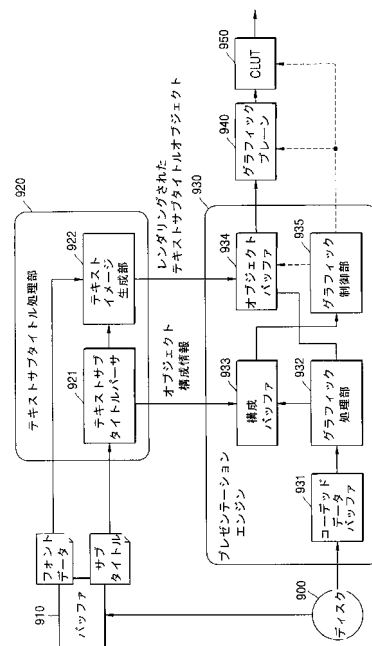 920
テキストサブタイトル処理部
910
バッファ
フォント
データ
サブ
タイトル
921
テキストサブ
タイトルパーサ
922
テキスト
イメージ
生成部
オブジェクト
構成情報
レンダリングされた
テキストサブタイトルオブジェクト
930
プレゼンテーション
エンジン
933
構成
バッファ
934
オブジェクト
バッファ
940
グラフィック
プレーン
950
CLUT
900
ディスク
931
コーデッド
データ
バッファ
932
グラフィック
処理部
935
グラフィック
制御部